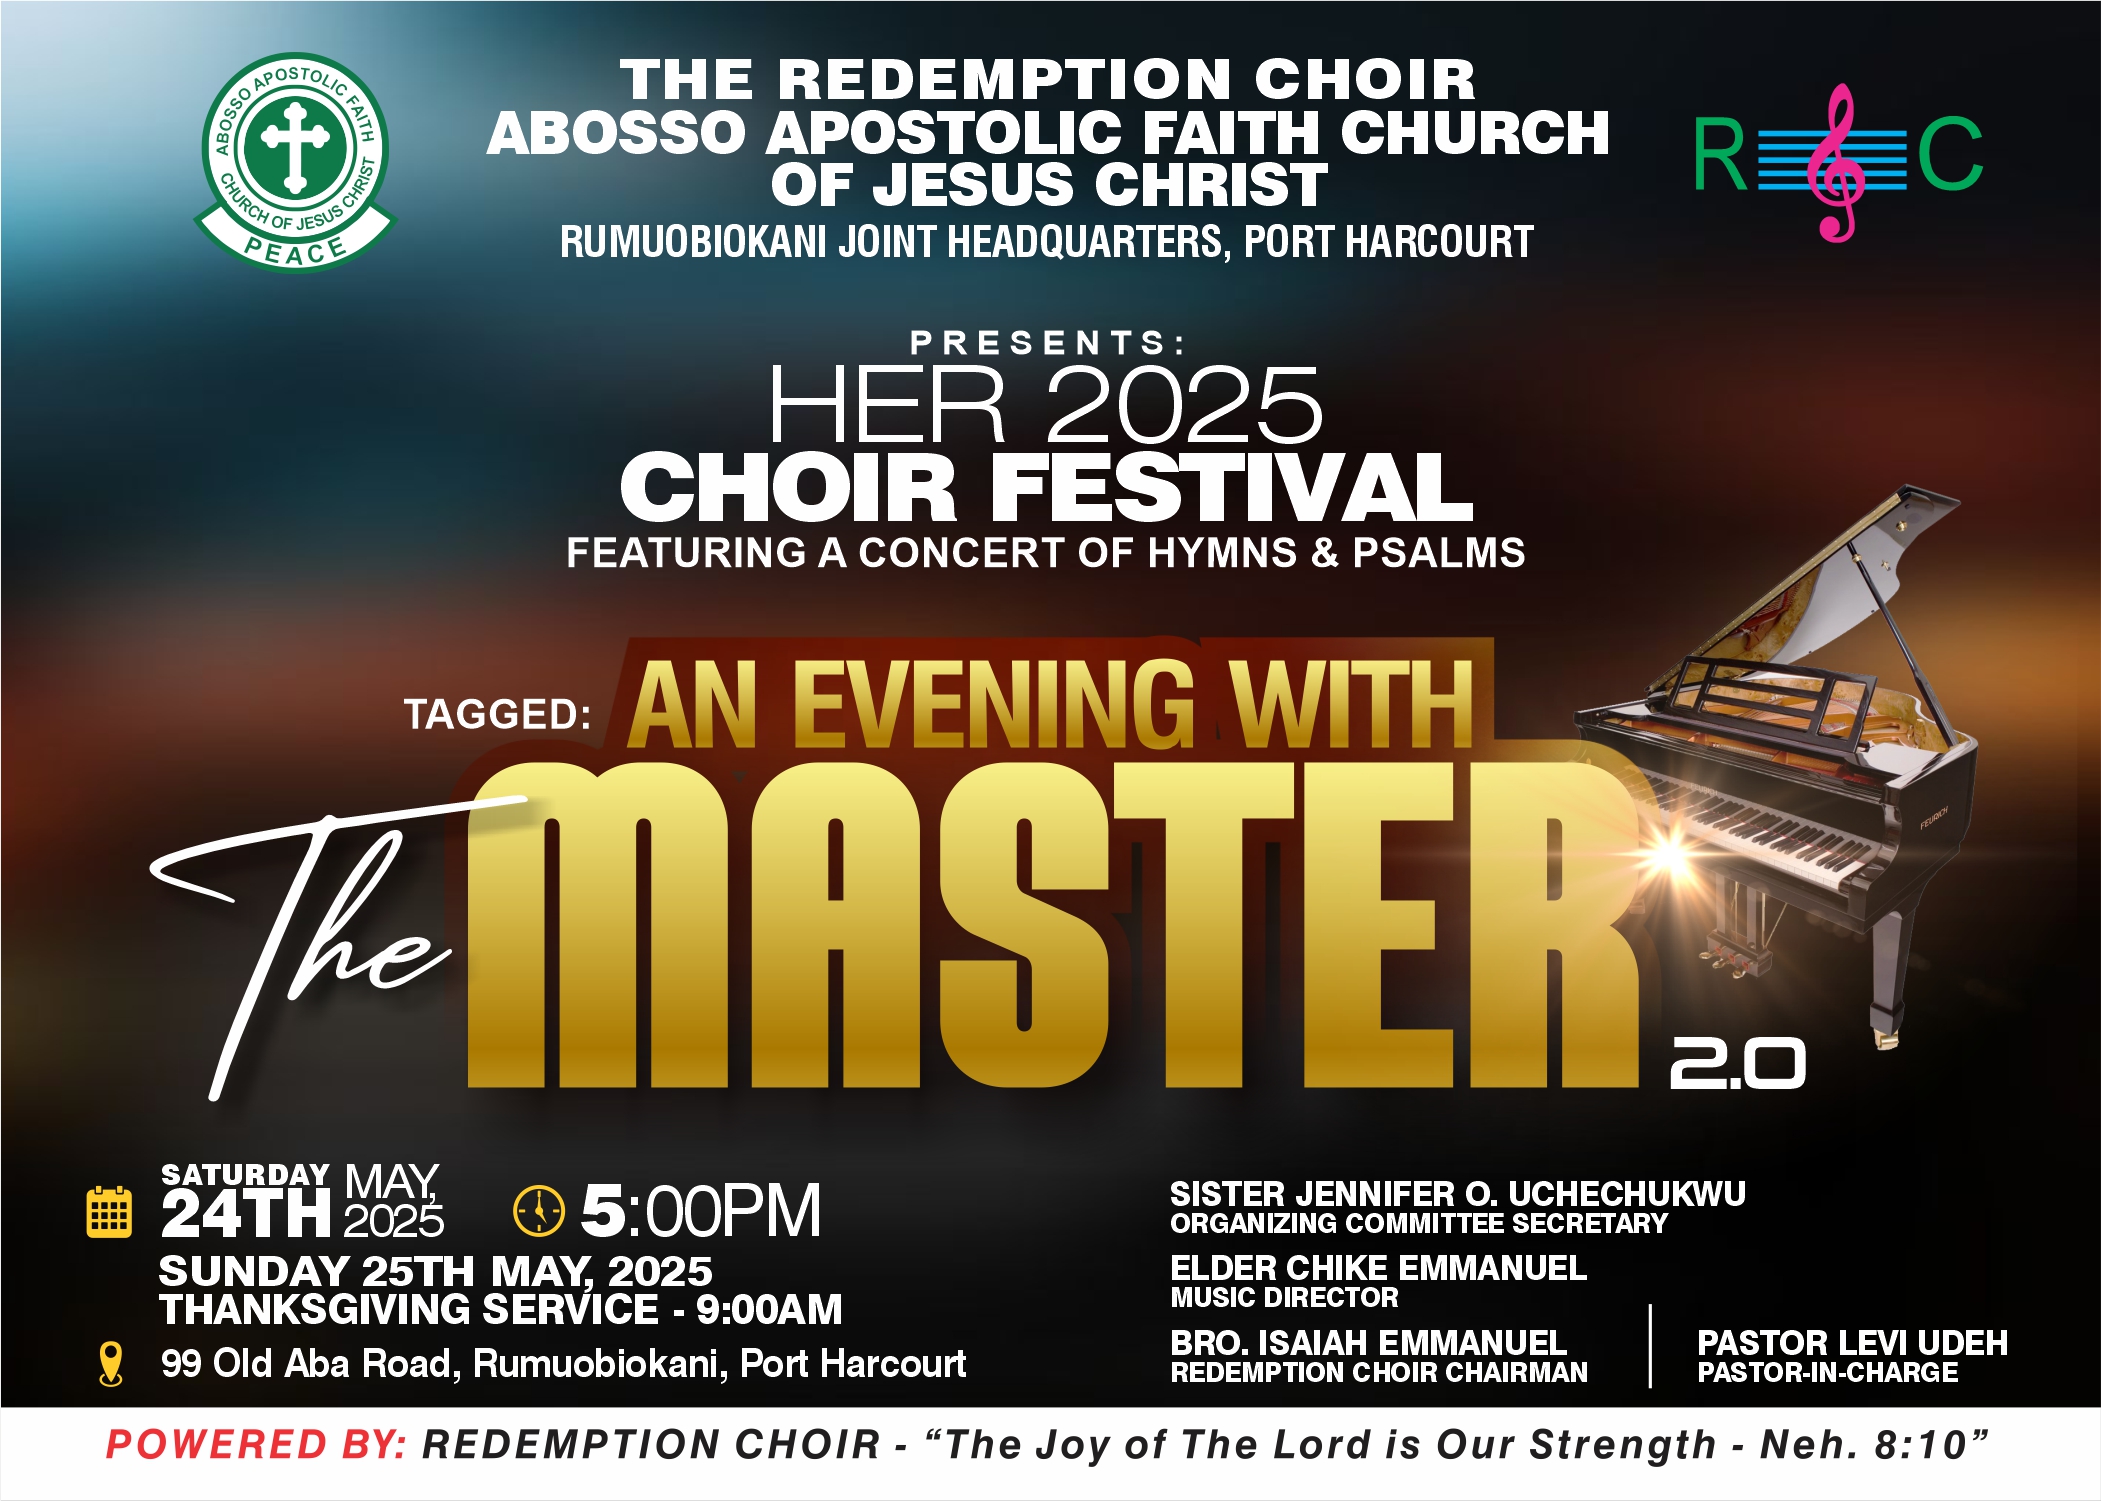 ABOSSO APOSTOLIC FAITH
CHURCH OF JESUS CHRIST
PEACE
THE REDEMPTION CHOIR
ABOSSO APOSTOLIC FAITH CHURCH
OF JESUS CHRIST
RUMUOBIOKANI JOINT HEADQUARTERS, PORT HARCOURT
R C
PRESENTS:
HER 2025
CHOIR FESTIVAL
FEATURING A CONCERT OF HYMNS & PSALMS
TAGGED: AN EVENING WITH
The MASTER
2.0
FEURICH
SATURDAY
24TH MAY, 2025
5:00PM
SUNDAY 25TH MAY, 2025
THANKSGIVING SERVICE - 9:00AM
99 Old Aba Road, Rumuobiokani, Port Harcourt
SISTER JENNIFER O. UCHECHUKWU
ORGANIZING COMMITTEE SECRETARY
ELDER CHIKE EMMANUEL
MUSIC DIRECTOR
BRO. ISAIAH EMMANUEL
REDEMPTION CHOIR CHAIRMAN
PASTOR LEVI UDEH
PASTOR-IN-CHARGE
POWERED BY: REDEMPTION CHOIR - “The Joy of The Lord is Our Strength - Neh. 8:10”